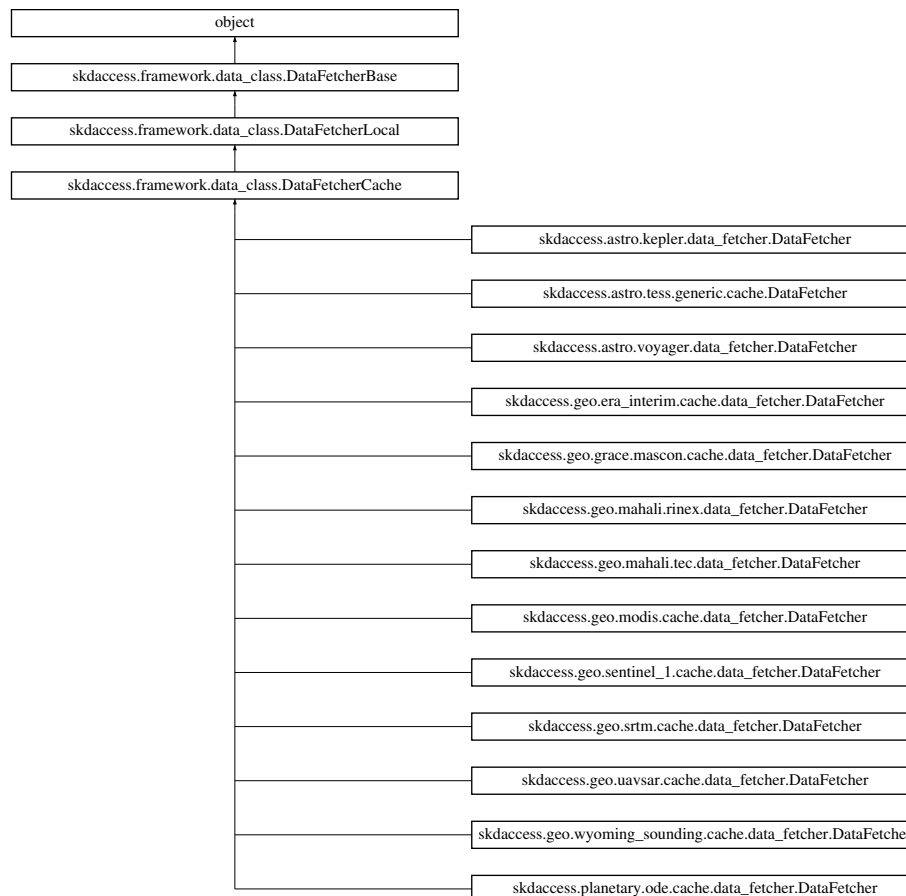 object
skdaccess.framework.data_class.DataFetcherBase
skdaccess.framework.data_class.DataFetcherLocal
skdaccess.framework.data_class.DataFetcherCache
skdaccess.astro.kepler.data_fetcher.DataFetcher
skdaccess.astro.tess.generic.cache.DataFetcher
skdaccess.astro.voyager.data_fetcher.DataFetcher
skdaccess.geo.era_interim.cache.data_fetcher.DataFetcher
skdaccess.geo.grace.mascon.cache.data_fetcher.DataFetcher
skdaccess.geo.mahali.rinex.data_fetcher.DataFetcher
skdaccess.geo.mahali.tec.data_fetcher.DataFetcher
skdaccess.geo.modis.cache.data_fetcher.DataFetcher
skdaccess.geo.sentinel_1.cache.data_fetcher.DataFetcher
skdaccess.geo.srtm.cache.data_fetcher.DataFetcher
skdaccess.geo.uavsar.cache.data_fetcher.DataFetcher
skdaccess.geo.wyoming_sounding.cache.data_fetcher.DataFetche
skdaccess.planetary.ode.cache.data_fetcher.DataFetcher